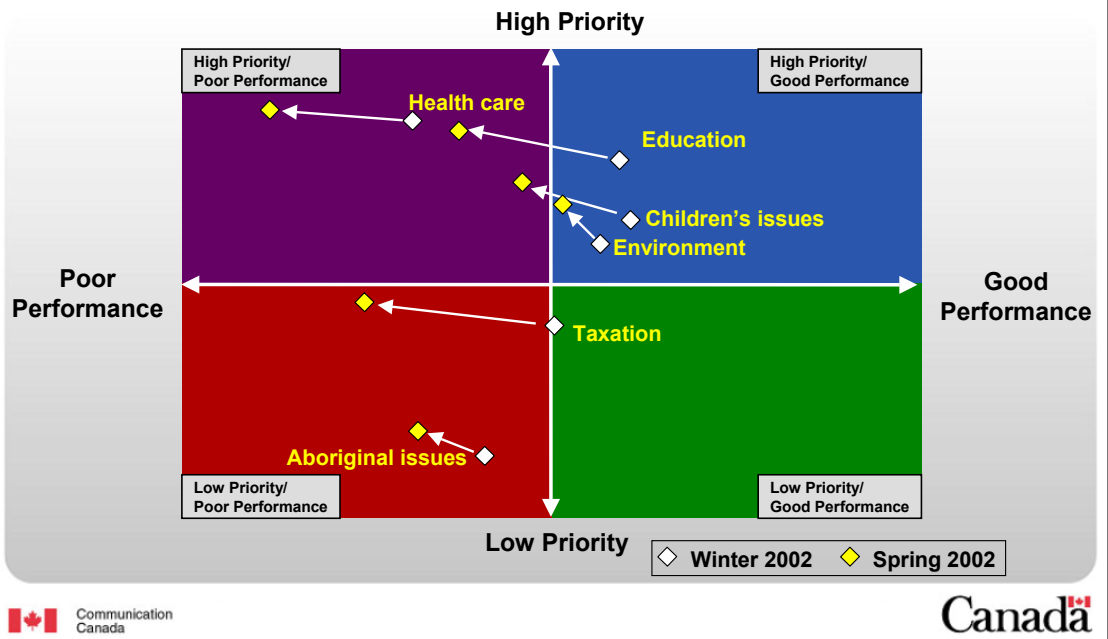 High Priority
High Priority/
Poor Performance
High Priority/
Good Performance
Health care
Education
Children's issues
Environment
Poor
Performance
Good
Performance
Taxation
Aboriginal issues
Low Priority/
Poor Performance
Low Priority/
Good Performance
Low Priority
Winter 2002
Spring 2002
Communication
Canada
Canada